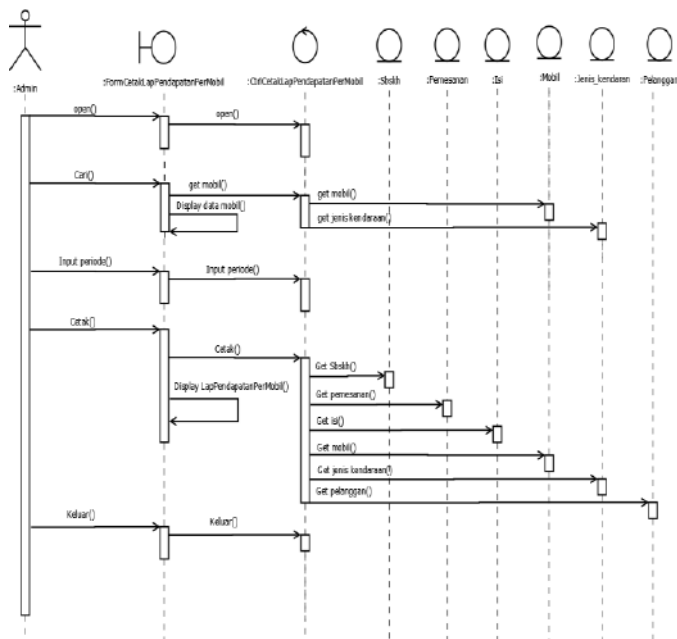 :Admin
:FormCetakLapPendapatanPerMobil
:CtrlCetakLapPendapatanPerMobil
:Sbskh
:Pemesanan
:Isi
:Mobil
:Jenis_kendaran
:Pelanggan
open()
open()
Cari()
get mobil()
get mobil()
Display data mobil()
get jenis kendaraan()
Input periode()
Input periode()
Cetak()
Cetak()
Get Sbskh()
Display LapPendapatanPerMobil()
Get pemesanan()
Get isi()
Get mobil()
Get jenis kendaraan()
Get pelanggan()
Keluar()
Keluar()